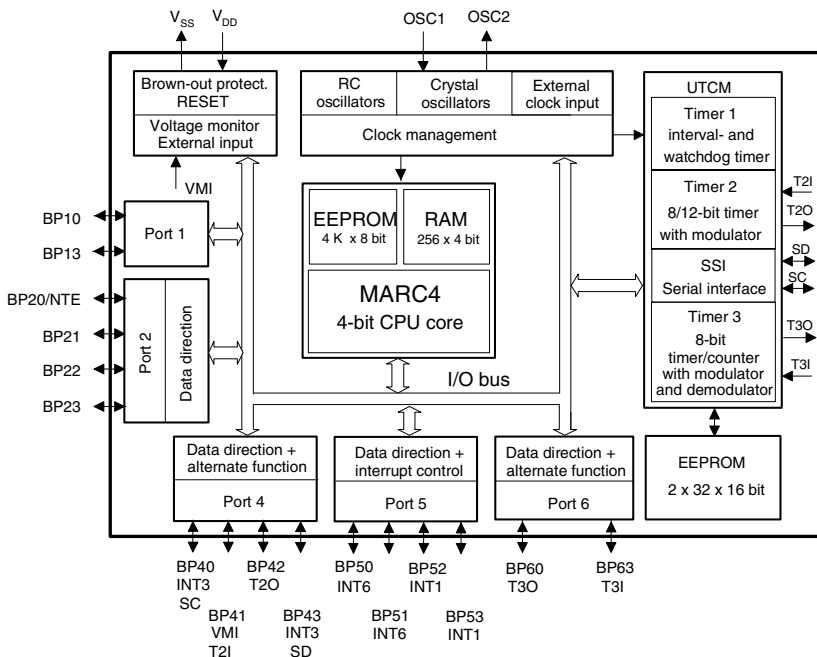 VSS
VDD
OSC1
OSC2
Brown-out protect.
RESET
Voltage monitor
External input
VMI
RC
oscillators
Crystal
oscillators
External
clock input
Clock management
UTCM
Timer 1
interval- and
watchdog timer
Timer 2
8/12-bit timer
with modulator
SSI
Serial interface
Timer 3
8-bit
timer/counter
with modulator
and demodulator
T2I
T2O
SD
SC
T3O
T3I
EEPROM
4 K x 8 bit
RAM
256 x 4 bit
MARC4
4-bit CPU core
I/O bus
BP10
BP13
Port 1
BP20/NTE
BP21
BP22
BP23
Port 2
Data direction
Data direction +
alternate function
Port 4
Data direction +
interrupt control
Port 5
Data direction +
alternate function
Port 6
EEPROM
2 x 32 x 16 bit
BP40
INT3
SC
BP41
VMI
T2I
BP42
T2O
BP43
INT3
SD
BP50
INT6
BP51
INT6
BP52
INT1
BP53
INT1
BP60
T3O
BP63
T3I